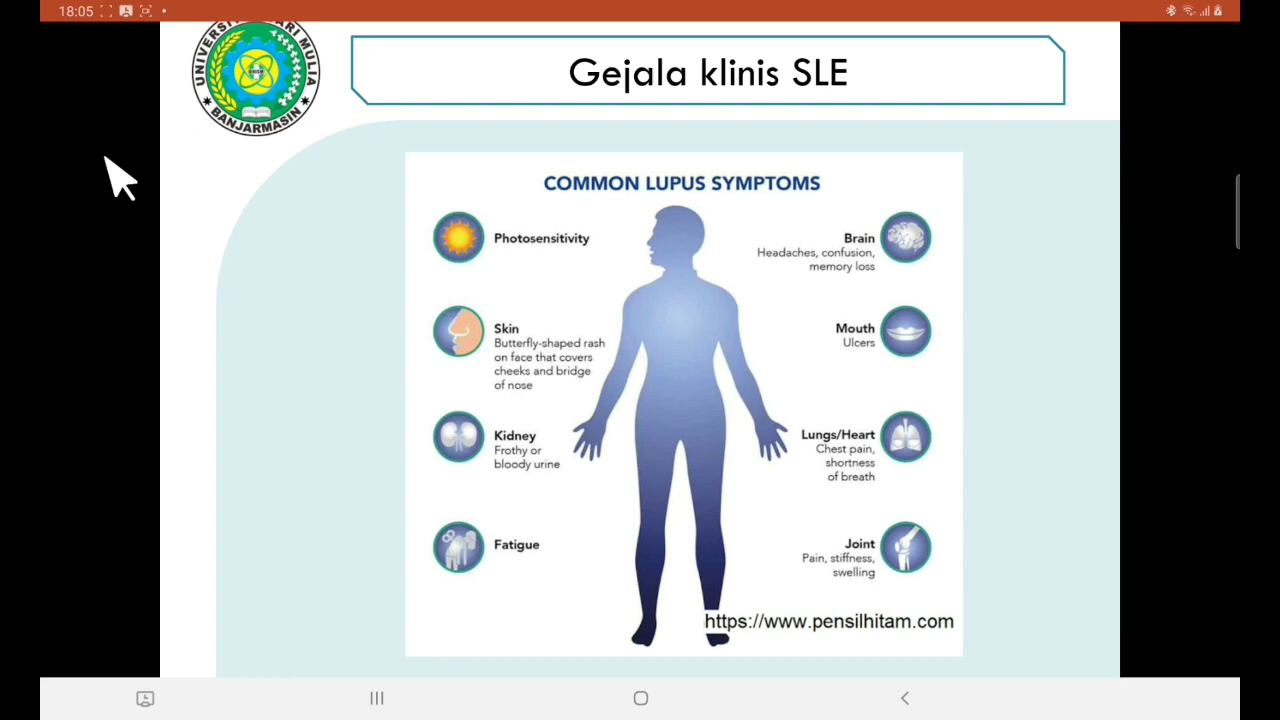 18:05
Gejala klinis SLE
BANJARMASIN
COMMON LUPUS SYMPTOMS
Photosensitivity
Skin
Butterfly-shaped rash
on face that covers
cheeks and bridge
of nose
Kidney
Frothy or
bloody urine
Fatigue
Brain
Headaches, confusion,
memory loss
Mouth
Ulcers
Lungs/Heart
Chest pain,
shortness
of breath
Joint
Pain, stiffness,
swelling
https://www.pensilhitam.com